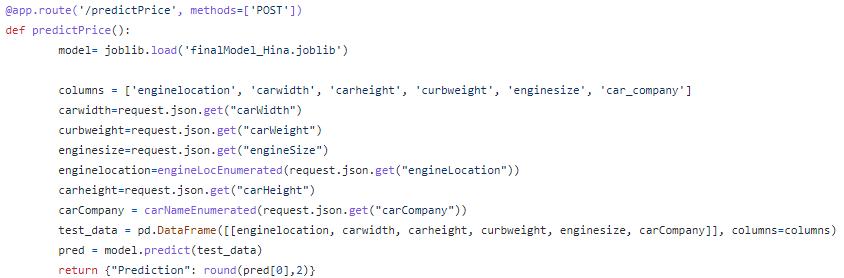 @app.route('/predictPrice', methods=['POST'])
def predictPrice():
        model= joblib.load('finalModel_Hina.joblib')

        columns = ['enginelocation', 'carwidth', 'carheight', 'curbweight', 'enginesize', 'car_company']
        carwidth=request.json.get("carWidth")
        curbweight=request.json.get("carWeight")
        enginesize=request.json.get("engineSize")
        enginelocation=engineLocEnumerated(request.json.get("engineLocation"))
        carheight=request.json.get("carHeight")
        carCompany = carNameEnumerated(request.json.get("carCompany"))
        test_data = pd.DataFrame([[enginelocation, carwidth, carheight, curbweight, enginesize, carCompany]], columns=columns)
        pred = model.predict(test_data)
        return {"Prediction": round(pred[0],2)}